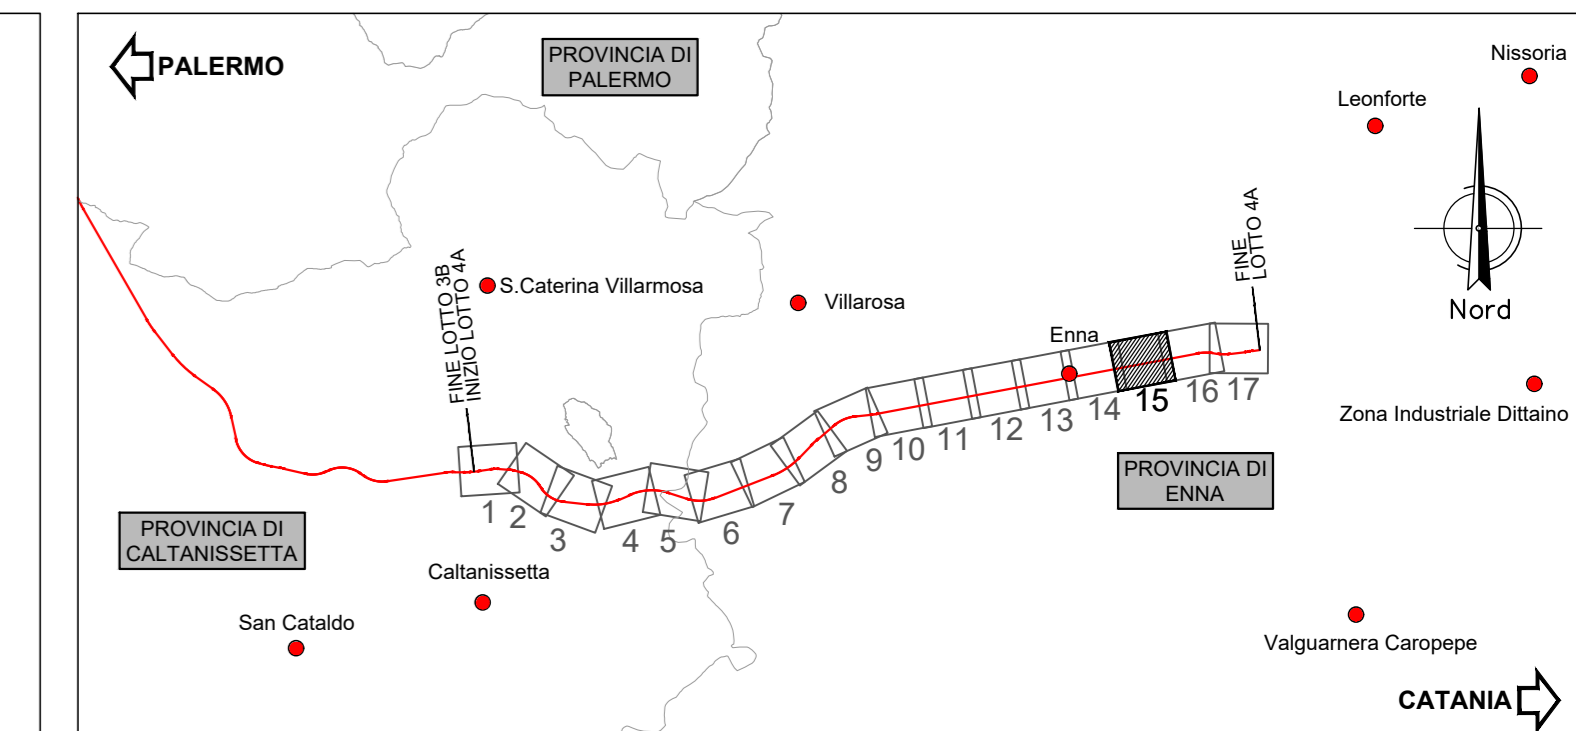 PALERMO
PROVINCIA DI
PALERMO
Nissoria
Leonforte
Nord
FINE LOTTO 3B
INIZIO LOTTO 4A
S.Caterina Villarmosa
Villarosa
Enna
FINE
LOTTO 4A
Zona Industriale Dittaino
1
2
3
4
5
6
7
8
9
10
11
12
13
14
15
16
17
PROVINCIA DI
ENNA
PROVINCIA DI
CALTANISSETTA
Caltanissetta
San Cataldo
Valguarnera Caropepe
CATANIA